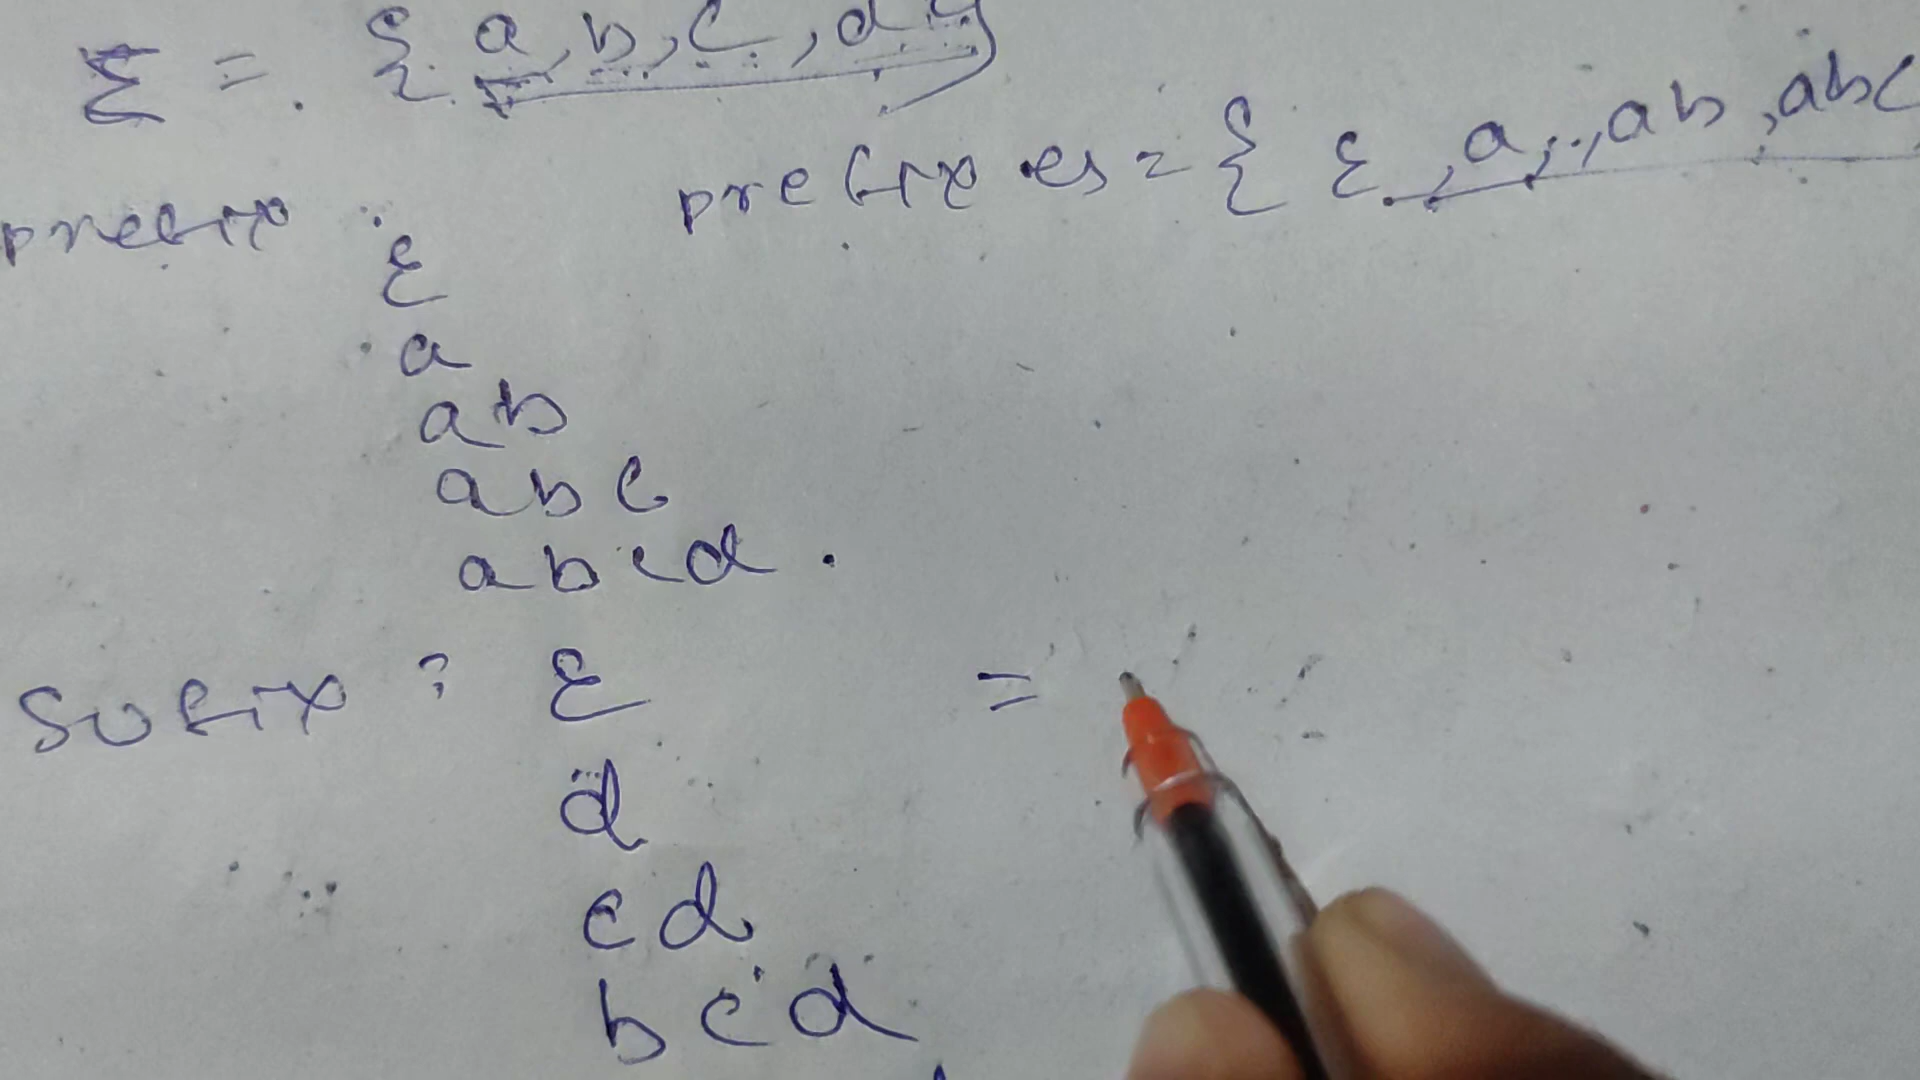 Σ = {a, b, c, d}
prefixes = { ε, a, ab, abc
prefix : ε
a
ab
abc
abcd.
Sufix : ε =
d
cd
bcd